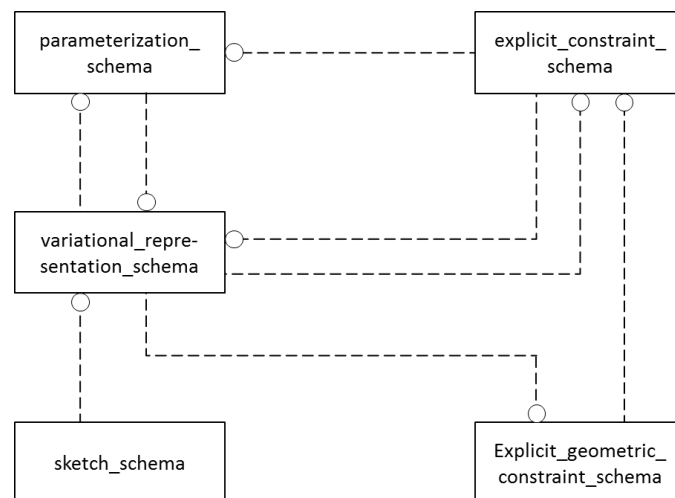 parameterization_
schema
explicit_constraint_
schema
variational_repre-
sentation_schema
sketch_schema
Explicit_geometric_
constraint_schema